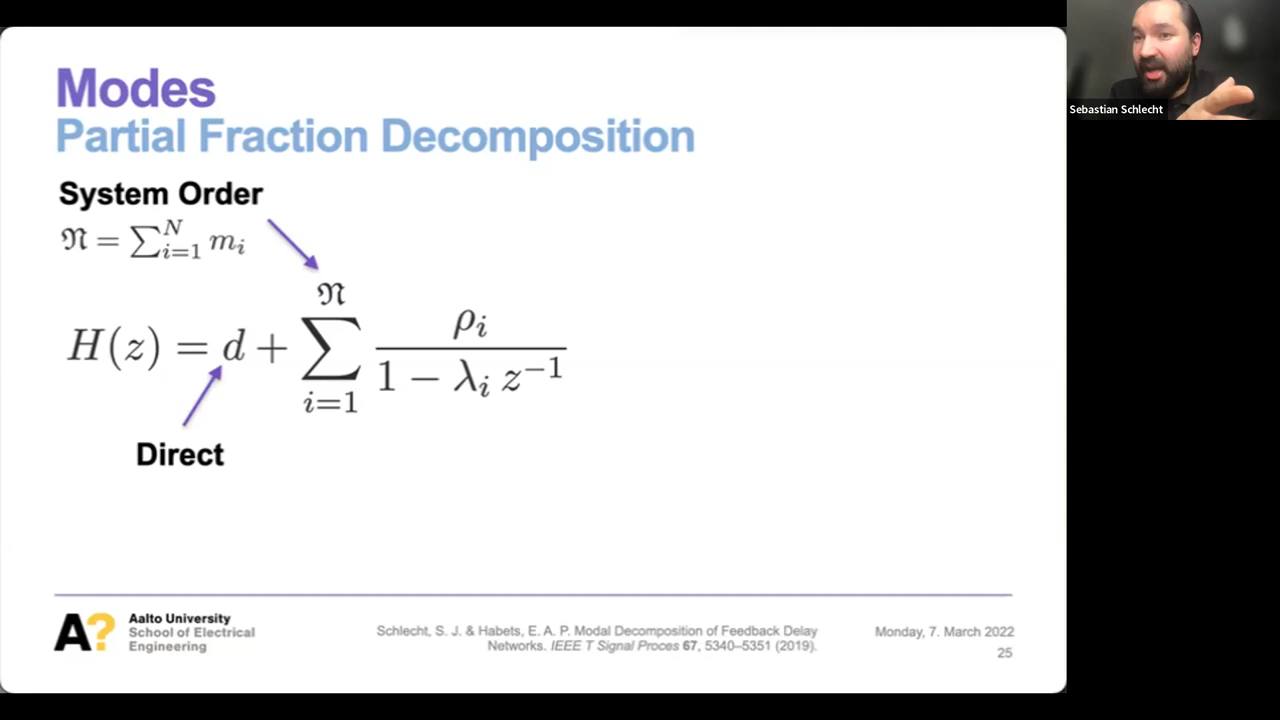 Modes
Partial Fraction Decomposition
System Order
𝔑 = ∑_{i=1}^{N} m_i
H(z) = d + ∑_{i=1}^{𝔑} ρ_i / (1 − λ_i z^{−1})
Direct
A?
Aalto University
School of Electrical
Engineering
Schlecht, S. J. & Habets, E. A. P. Modal Decomposition of Feedback Delay
Networks. IEEE T Signal Proces 67, 5340–5351 (2019).
Monday, 7. March 2022
25
Sebastian Schlecht